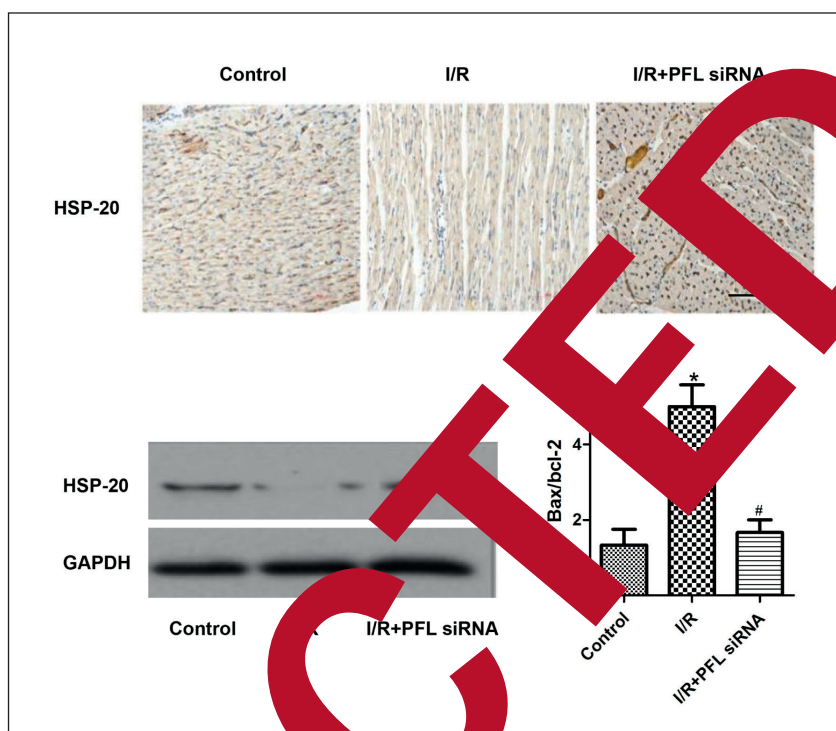 Control I/R I/R+PFL siRNA
HSP-20
*
4
Bax/bcl-2
HSP-20
2
#
GAPDH
Control I/R+PFL siRNA
Control
I/R
I/R+PFL siRNA
CTED